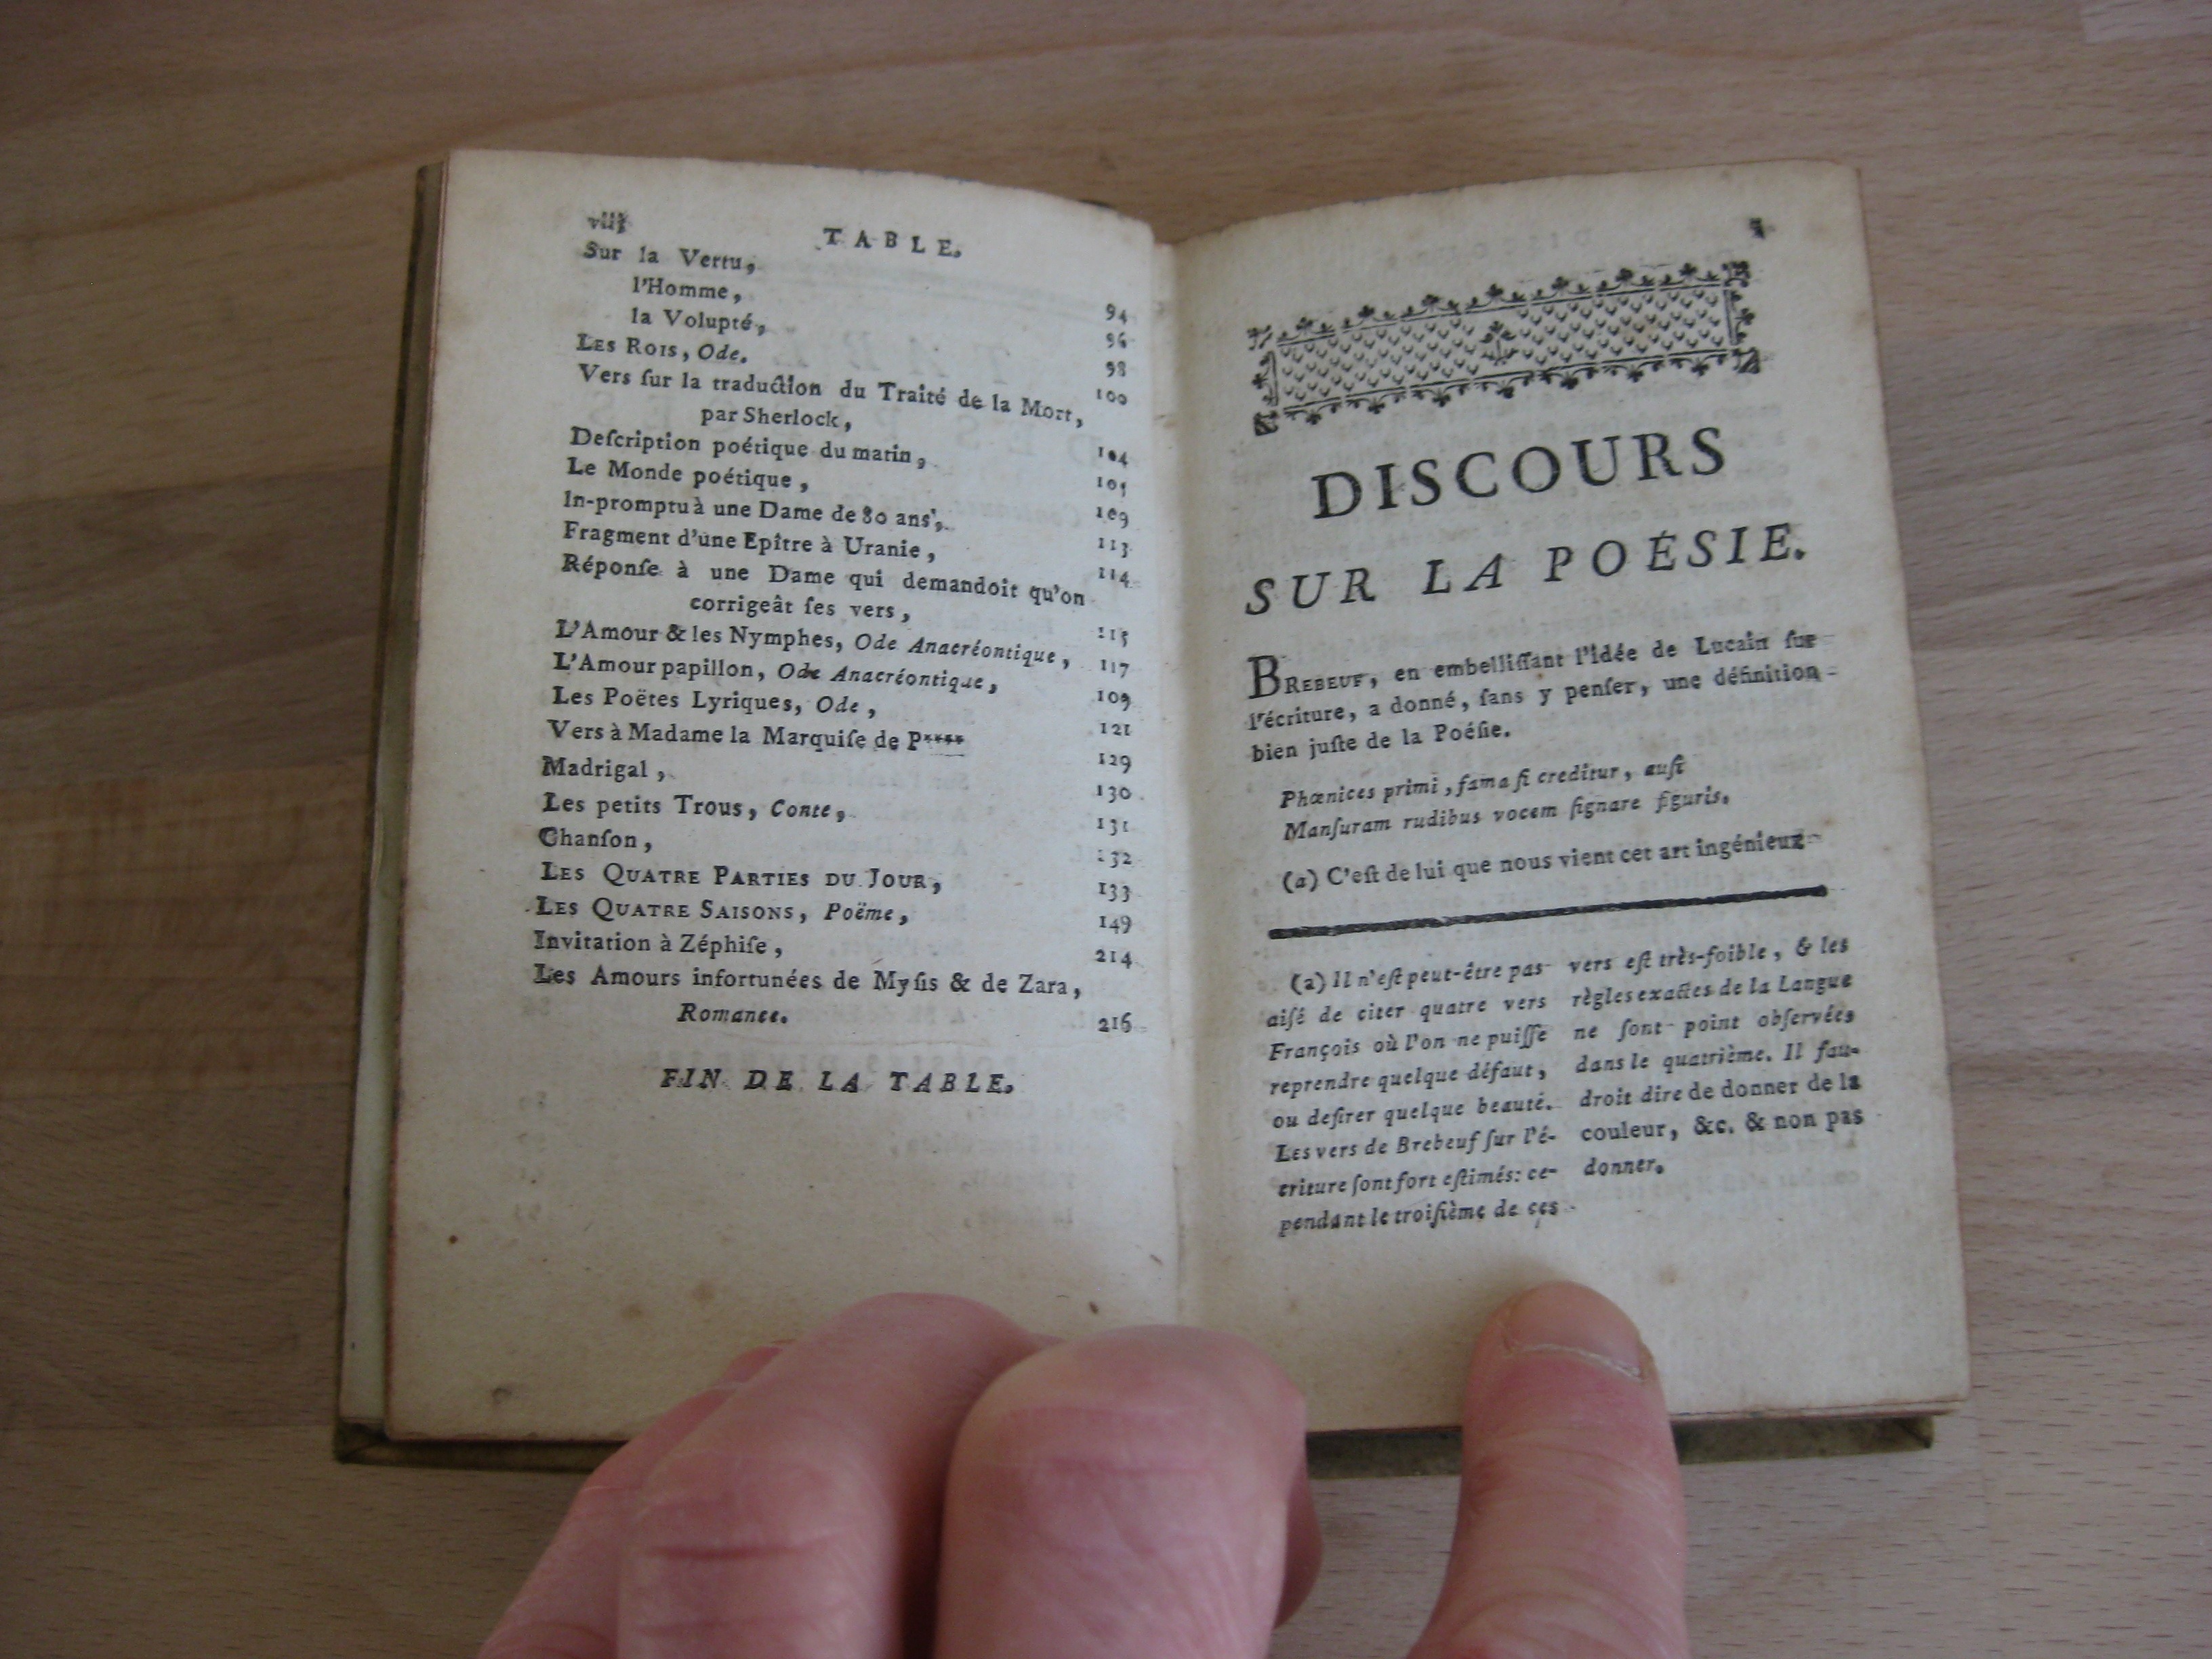 viij
TABLE.
Sur la Vertu,
l'Homme, 94
la Volupté, 96
LES ROIS, Ode. 98
Vers ſur la traduction du Traité de la Mort, 100
par Sherlock,
Deſcription poétique du matin, 104
Le Monde poétique, 105
In-promptu à une Dame de 80 ans, 109
Fragment d'une Epître à Uranie, 113
Réponſe à une Dame qui demandoit qu'on 114
corrigeât ſes vers,
L'Amour & les Nymphes, Ode Anacréontique, 115
L'Amour papillon, Ode Anacréontique, 117
Les Poëtes Lyriques, Ode, 109
Vers à Madame la Marquiſe de P**** 121
Madrigal, 129
Les petits Trous, Conte, 130
Chanſon, 131
132
LES QUATRE PARTIES DU JOUR, 133
LES QUATRE SAISONS, Poëme, 149
Invitation à Zéphiſe, 214
Les Amours infortunées de Myſis & de Zara,
Romance. 216
FIN DE LA TABLE.
DISCOURS
SUR LA POÉSIE.
BREBEUF, en embelliſſant l'idée de Lucain ſur
l'écriture, a donné, ſans y penſer, une définition
bien juſte de la Poéſie.
Phœnices primi, fama ſi creditur, auſi
Manſuram rudibus vocem ſignare figuris.
(a) C'eſt de lui que nous vient cet art ingénieux
(a) Il n'eſt peut-être pas
aiſé de citer quatre vers
François où l'on ne puiſſe
reprendre quelque défaut,
ou deſirer quelque beauté.
Les vers de Brebeuf ſur l'é-
criture ſont fort eſtimés: ce-
pendant le troiſième de ces
vers eſt très-foible, & les
règles exactes de la Langue
ne ſont point obſervées
dans le quatrième. Il fau-
droit dire de donner de la
couleur, &c. & non pas
donner.